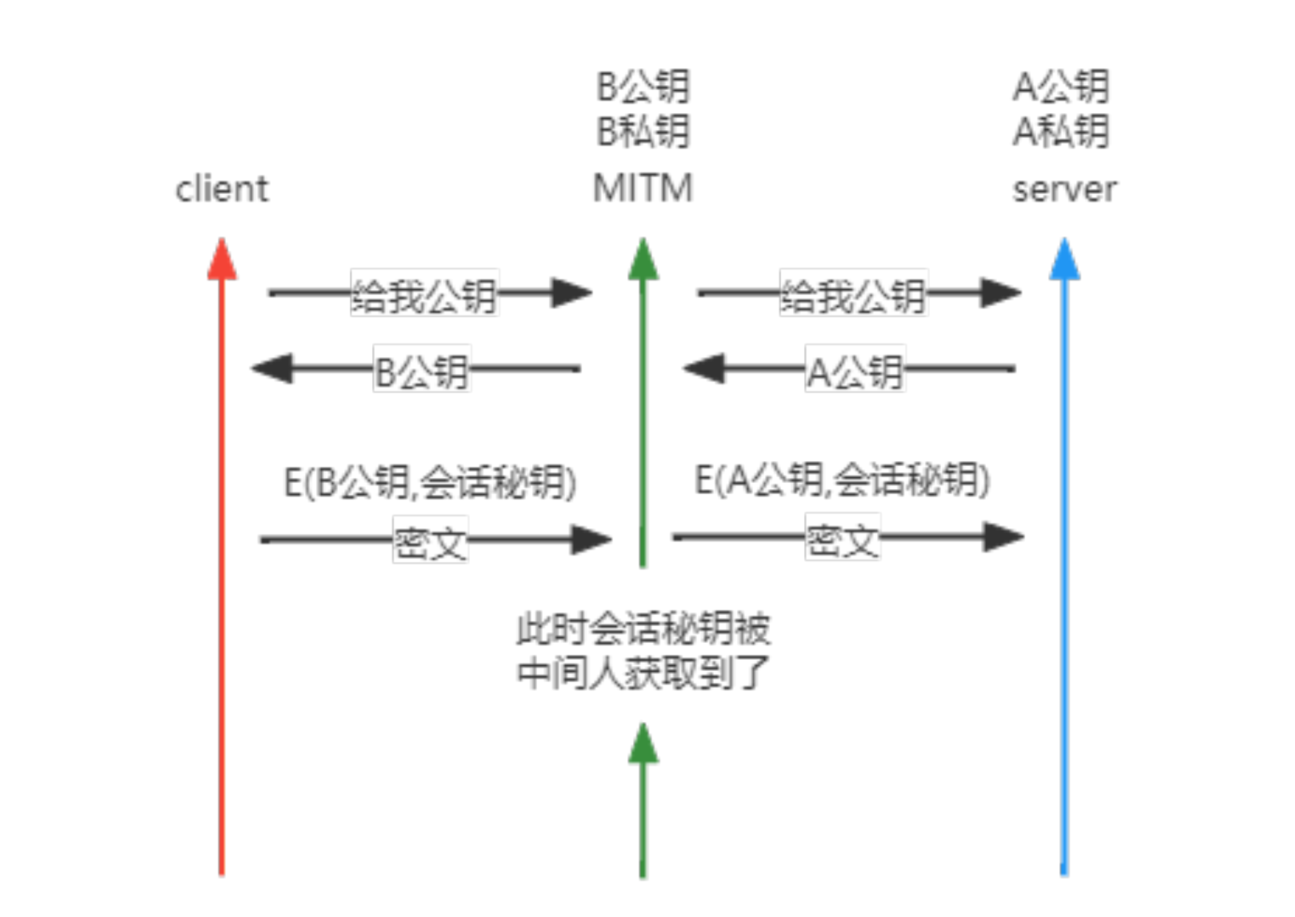 B公钥
B私钥
A公钥
A私钥
client
MITM
server
给我公钥
给我公钥
B公钥
A公钥
E(B公钥,会话秘钥)
E(A公钥,会话秘钥)
密文
密文
此时会话秘钥被
中间人获取到了